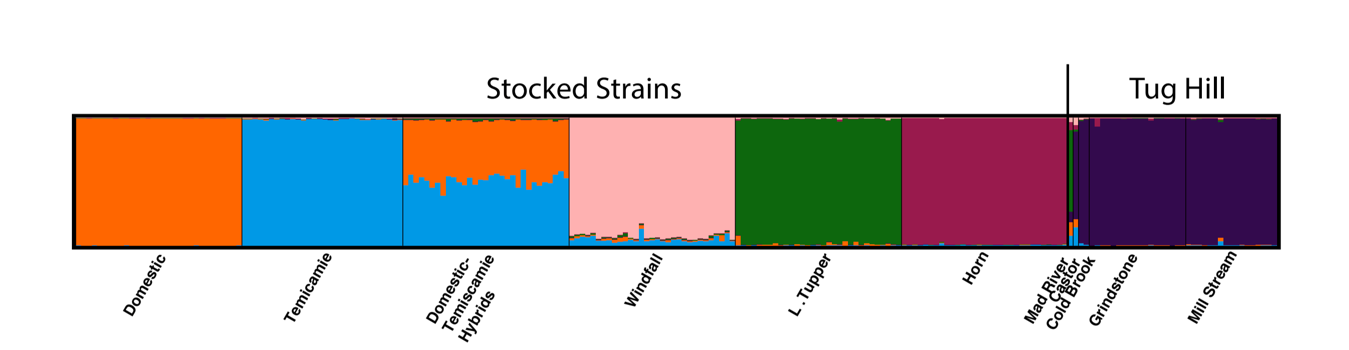 Stocked Strains
Tug Hill
Domestic
Temicamie
Domestic-
Temiscamie
Hybrids
Windfall
L. Tupper
Horn
Mad River
Castor
Cold Brook
Grindstone
Mill Stream